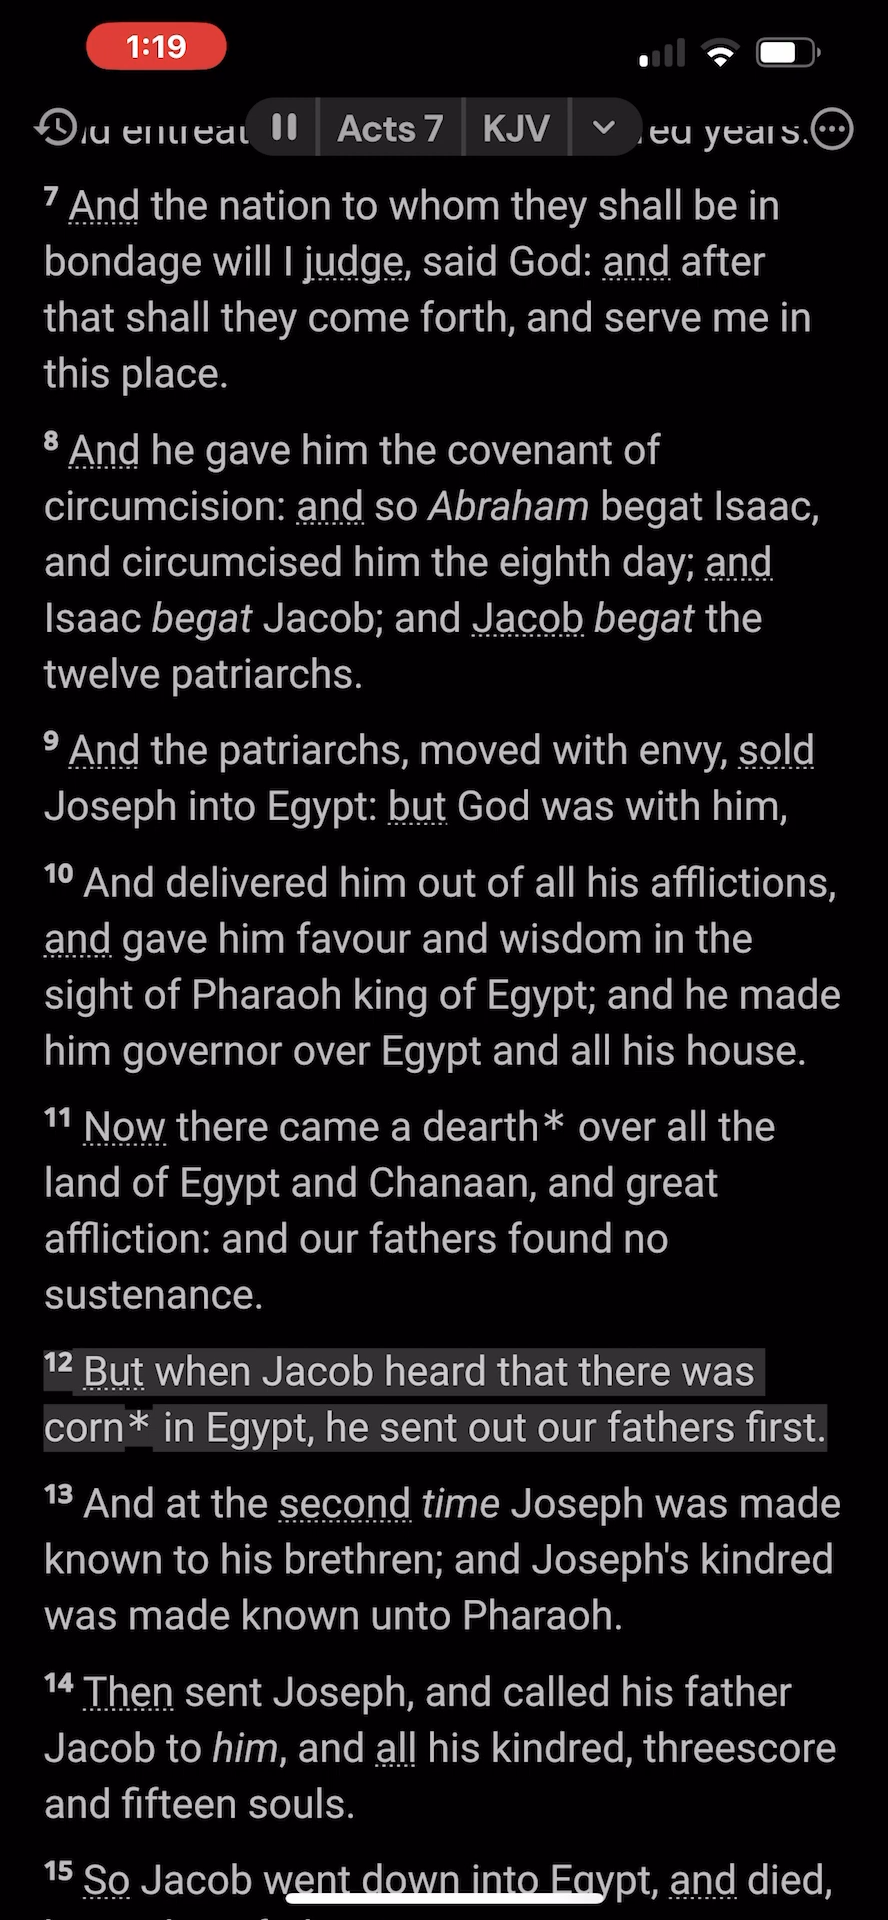 1:19
Acts 7 KJV
ed years.
7 And the nation to whom they shall be in
bondage will I judge, said God: and after
that shall they come forth, and serve me in
this place.
8 And he gave him the covenant of
circumcision: and so Abraham begat Isaac,
and circumcised him the eighth day; and
Isaac begat Jacob; and Jacob begat the
twelve patriarchs.
9 And the patriarchs, moved with envy, sold
Joseph into Egypt: but God was with him,
10 And delivered him out of all his afflictions,
and gave him favour and wisdom in the
sight of Pharaoh king of Egypt; and he made
him governor over Egypt and all his house.
11 Now there came a dearth* over all the
land of Egypt and Chanaan, and great
affliction: and our fathers found no
sustenance.
12 But when Jacob heard that there was
corn* in Egypt, he sent out our fathers first.
13 And at the second time Joseph was made
known to his brethren; and Joseph's kindred
was made known unto Pharaoh.
14 Then sent Joseph, and called his father
Jacob to him, and all his kindred, threescore
and fifteen souls.
15 So Jacob went down into Egypt, and died,